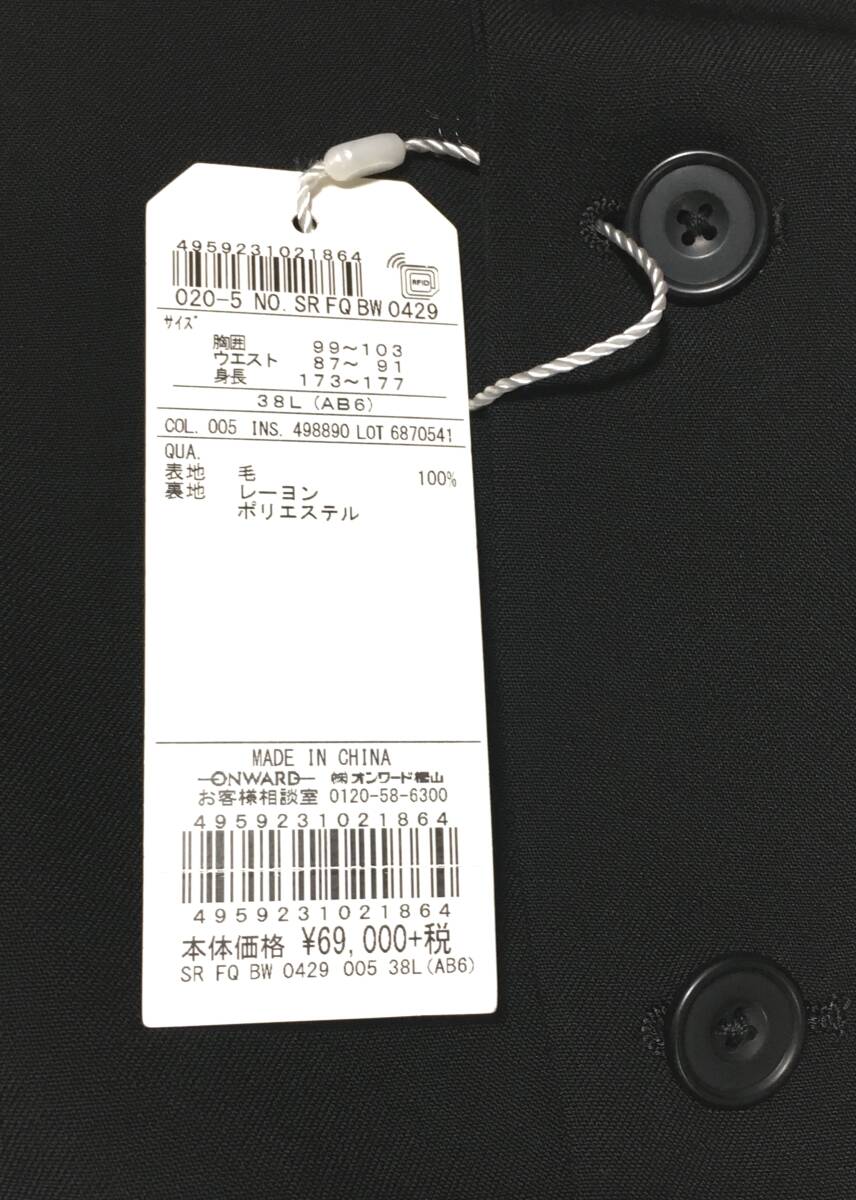 4959231021864
RFID
020-5 NO. SR FQ BW 0429
サイズ
胸囲 99〜103
ウエスト 87〜 91
身長 173〜177
38L (AB6)
COL. 005 INS. 498890 LOT 6870541
QUA.
表地 毛 100%
裏地 レーヨン
ポリエステル
MADE IN CHINA
ONWARD ㈱オンワード樫山
お客様相談室 0120-58-6300
4959231021864
4959231021864
本体価格 ¥69,000+税
SR FQ BW 0429 005 38L(AB6)